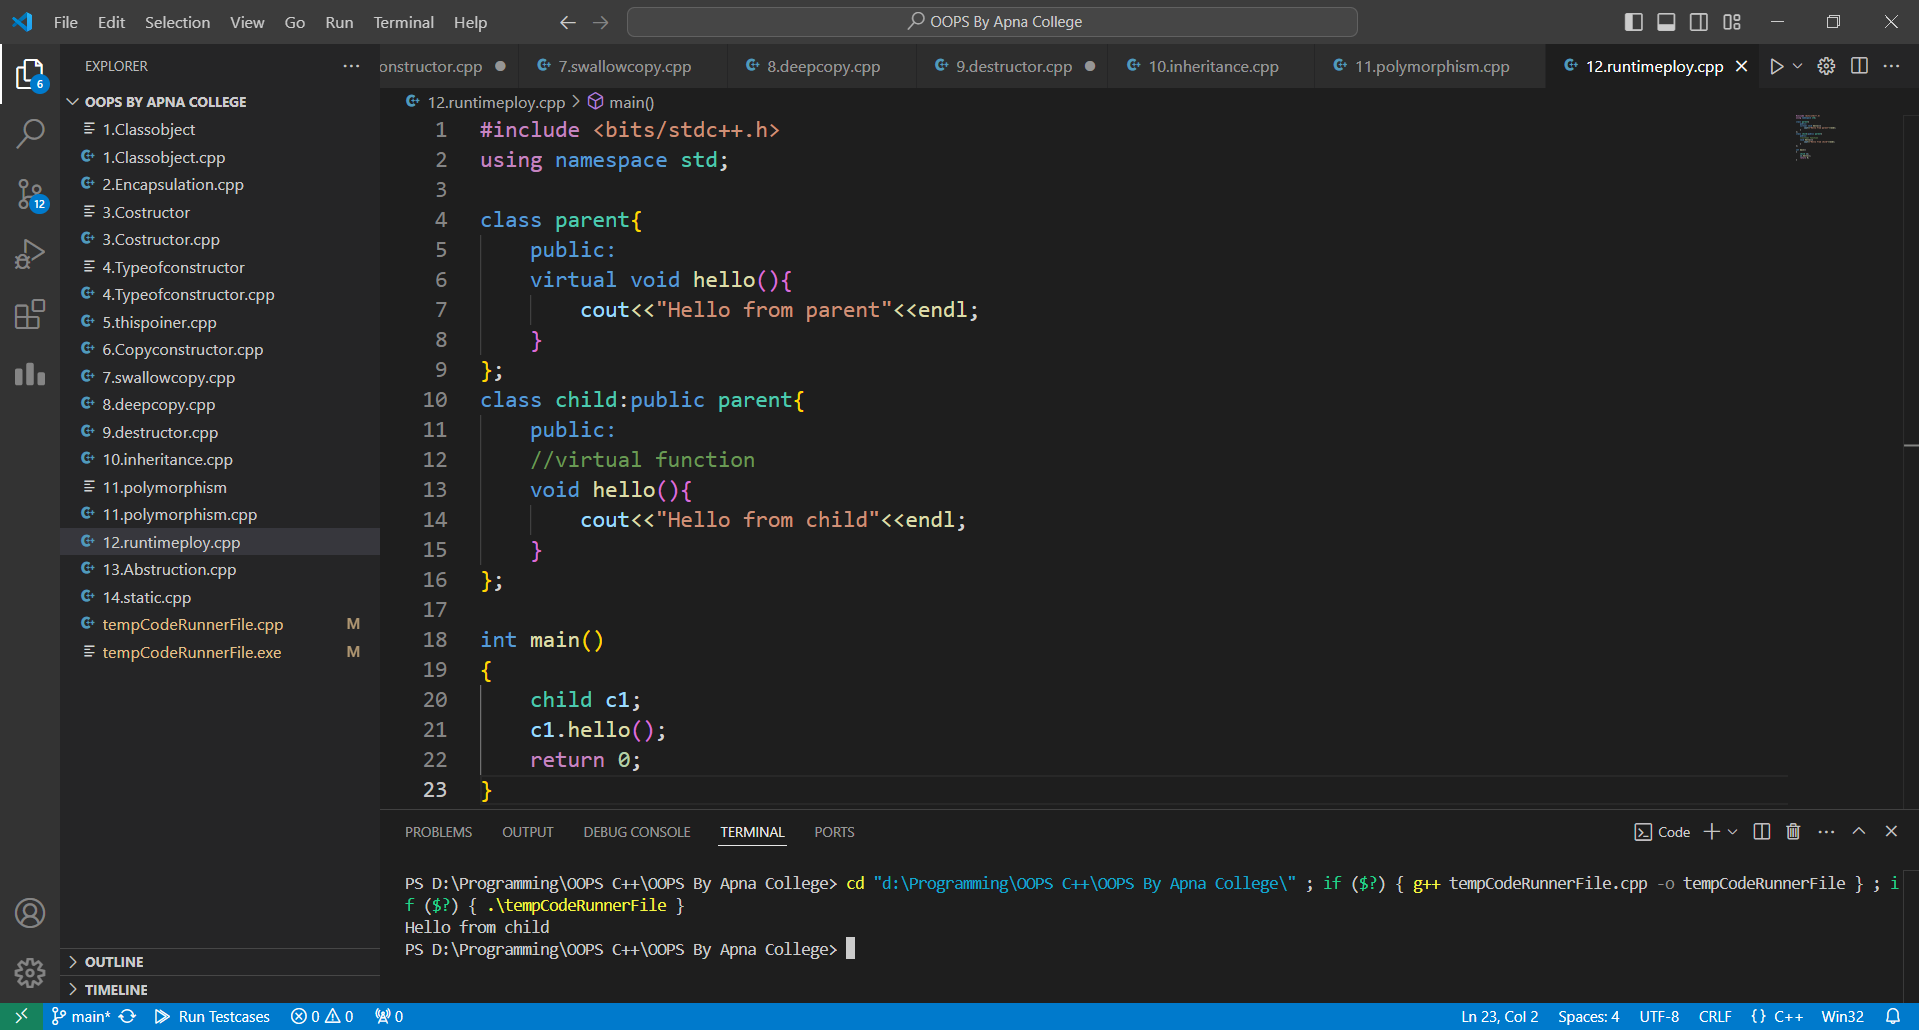 File Edit Selection View Go Run Terminal Help
OOPS By Apna College
EXPLORER
onstructor.cpp 7.swallowcopy.cpp 8.deepcopy.cpp 9.destructor.cpp 10.inheritance.cpp 11.polymorphism.cpp 12.runtimeploy.cpp
6
12
OOPS BY APNA COLLEGE
1.Classobject
1.Classobject.cpp
2.Encapsulation.cpp
3.Costructor
3.Costructor.cpp
4.Typeofconstructor
4.Typeofconstructor.cpp
5.thispoiner.cpp
6.Copyconstructor.cpp
7.swallowcopy.cpp
8.deepcopy.cpp
9.destructor.cpp
10.inheritance.cpp
11.polymorphism
11.polymorphism.cpp
12.runtimeploy.cpp
13.Abstruction.cpp
14.static.cpp
tempCodeRunnerFile.cpp M
tempCodeRunnerFile.exe M
OUTLINE
TIMELINE
12.runtimeploy.cpp > main()
1 #include <bits/stdc++.h>
2 using namespace std;
3
4 class parent{
5 public:
6 virtual void hello(){
7 cout<<"Hello from parent"<<endl;
8 }
9 };
10 class child:public parent{
11 public:
12 //virtual function
13 void hello(){
14 cout<<"Hello from child"<<endl;
15 }
16 };
17
18 int main()
19 {
20 child c1;
21 c1.hello();
22 return 0;
23 }
PROBLEMS OUTPUT DEBUG CONSOLE TERMINAL PORTS
Code
PS D:\Programming\OOPS C++\OOPS By Apna College> cd "d:\Programming\OOPS C++\OOPS By Apna College\" ; if ($?) { g++ tempCodeRunnerFile.cpp -o tempCodeRunnerFile } ; i
f ($?) { .\tempCodeRunnerFile }
Hello from child
PS D:\Programming\OOPS C++\OOPS By Apna College>
main* Run Testcases 0 0 0
Ln 23, Col 2 Spaces: 4 UTF-8 CRLF {} C++ Win32